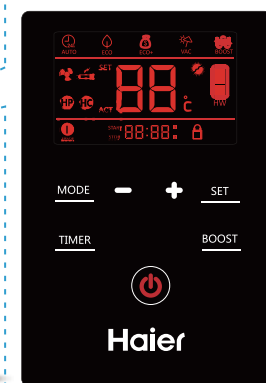 AUTO ECO ECO+ VAC BOOST
SET
88 °c
HP HC ACT HW
START
STOP 88:88
MODE - + SET
TIMER BOOST
Haier